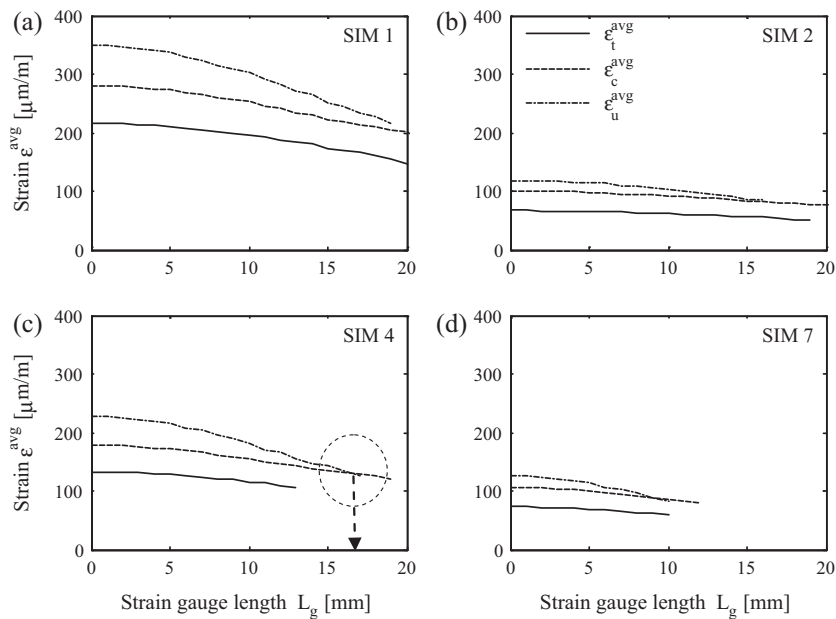 (a)
SIM 1
400
300
200
100
0
0 5 10 15 20
Strain ε^avg [μm/m]
(b)
SIM 2
ε_t^avg
ε_c^avg
ε_u^avg
400
300
200
100
0
0 5 10 15 20
(c)
SIM 4
400
300
200
100
0
0 5 10 15 20
Strain ε^avg [μm/m]
Strain gauge length L_g [mm]
(d)
SIM 7
400
300
200
100
0
0 5 10 15 20
Strain gauge length L_g [mm]